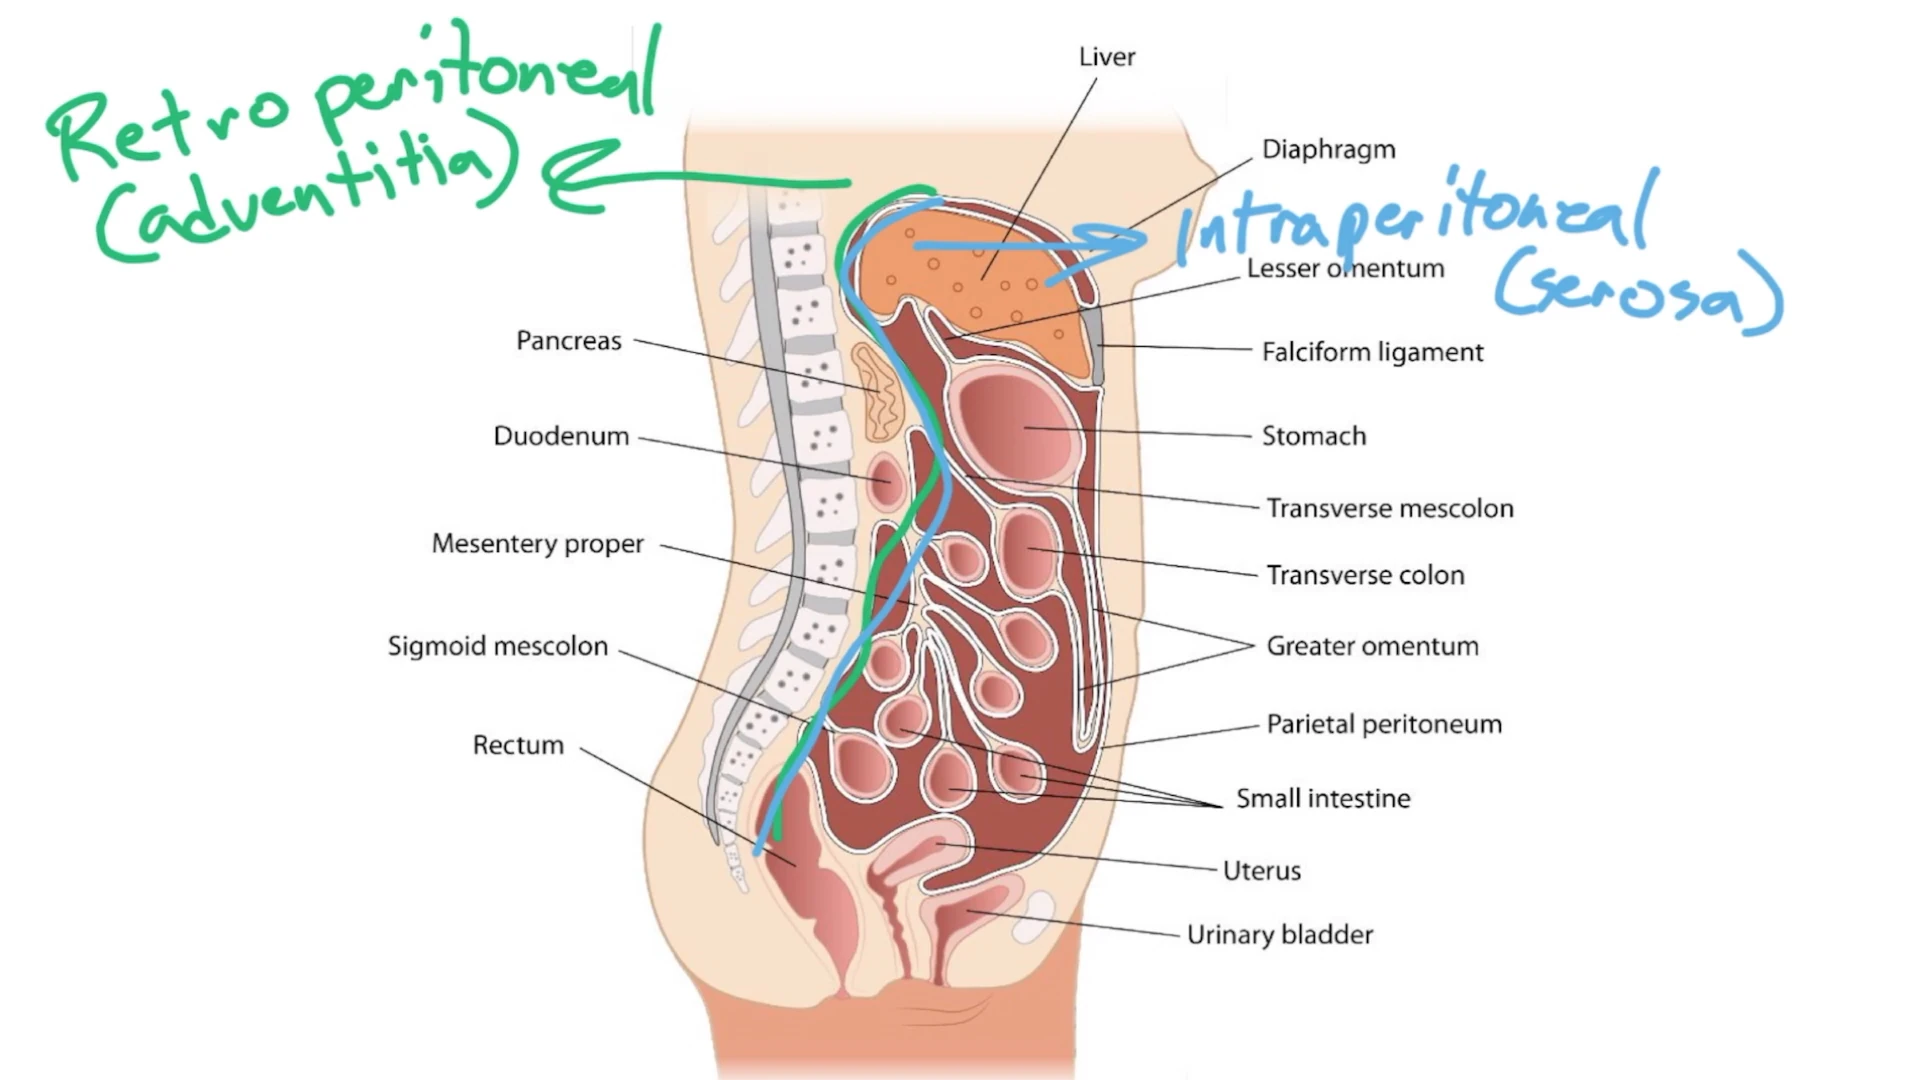 Retroperitoneal
(adventitia)
Liver
Diaphragm
Intraperitoneal
(serosa)
Lesser omentum
Pancreas
Falciform ligament
Duodenum
Stomach
Transverse mescolon
Mesentery proper
Transverse colon
Sigmoid mescolon
Greater omentum
Rectum
Parietal peritoneum
Small intestine
Uterus
Urinary bladder